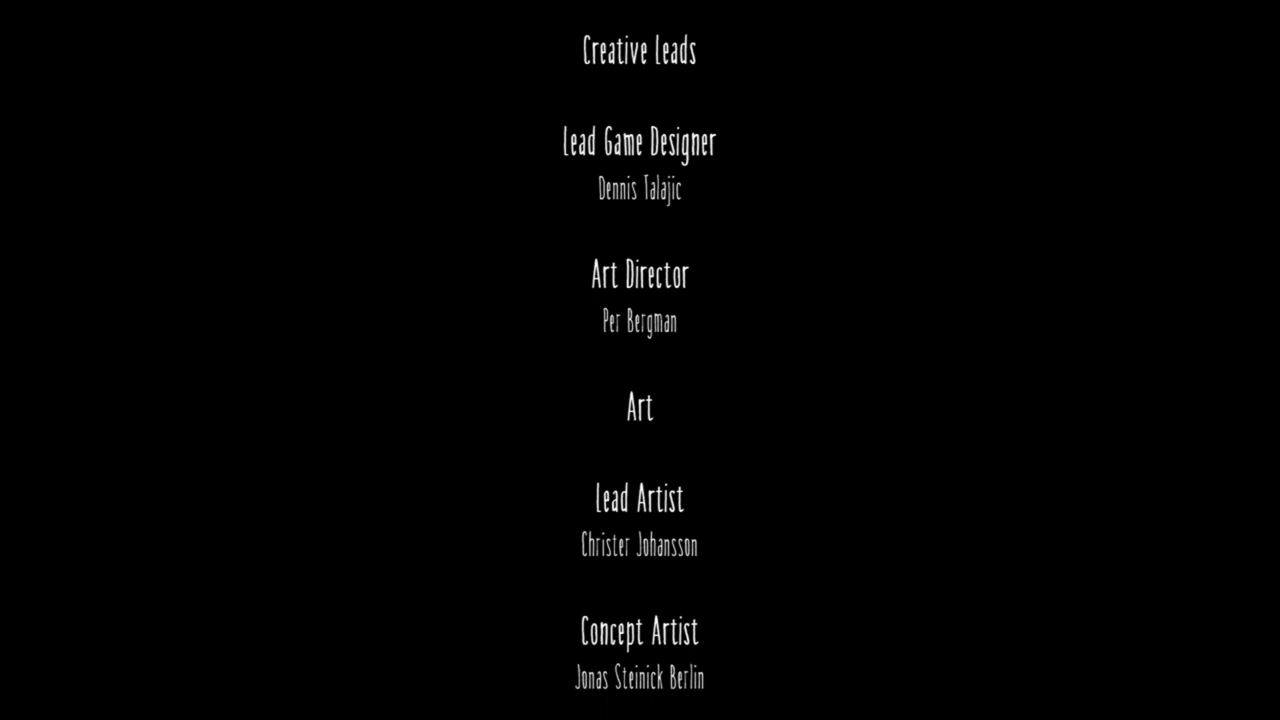 Creative Leads
Lead Game Designer
Dennis Talajic
Art Director
Per Bergman
Art
Lead Artist
Christer Johansson
Concept Artist
Jonas Steinick Berlin